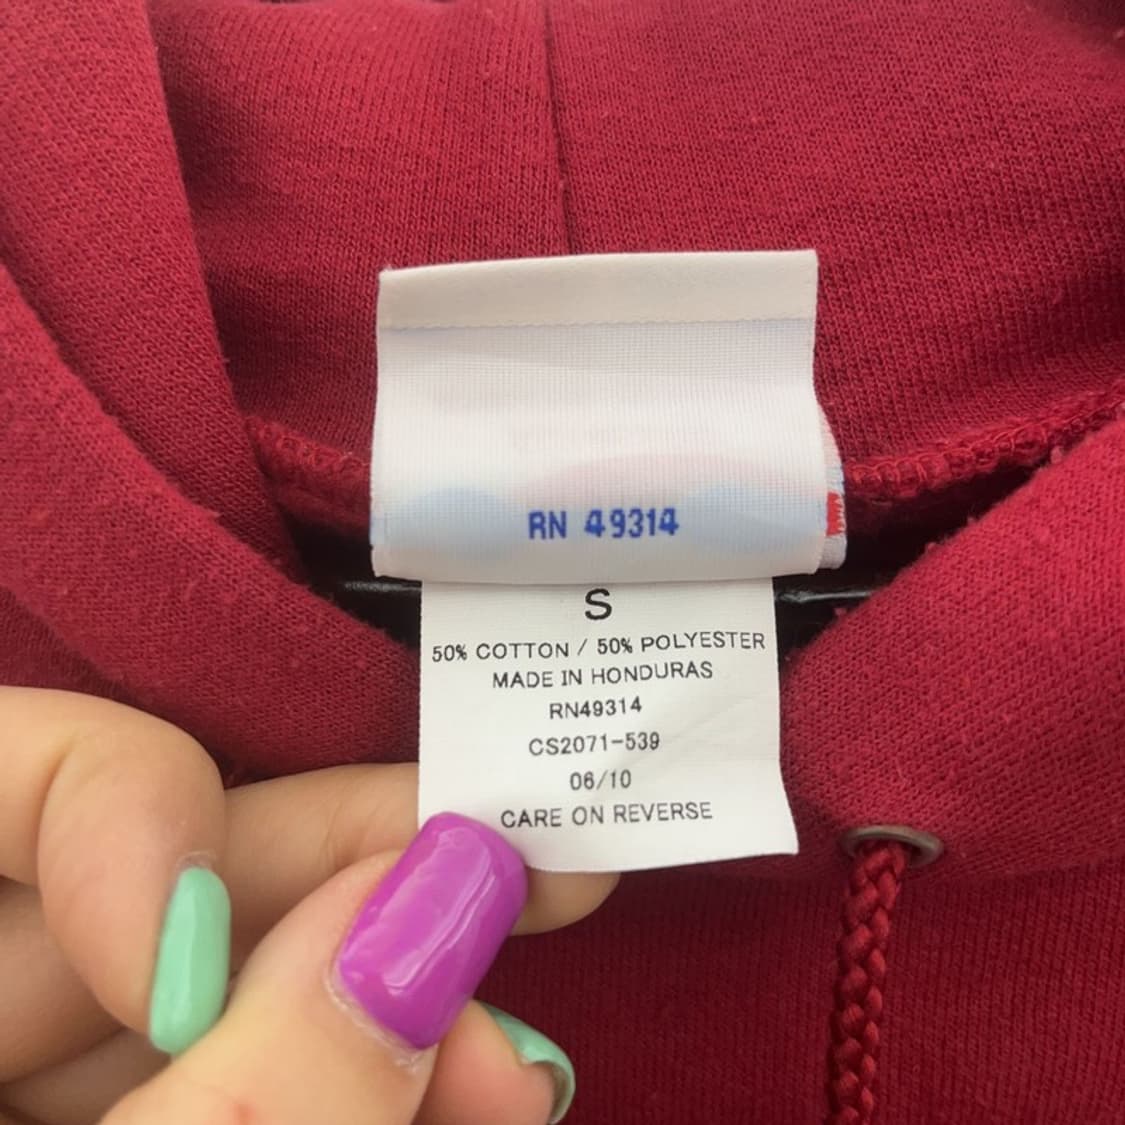 RN 49314
S
50% COTTON / 50% POLYESTER
MADE IN HONDURAS
RN49314
CS2071-539
06/10
CARE ON REVERSE